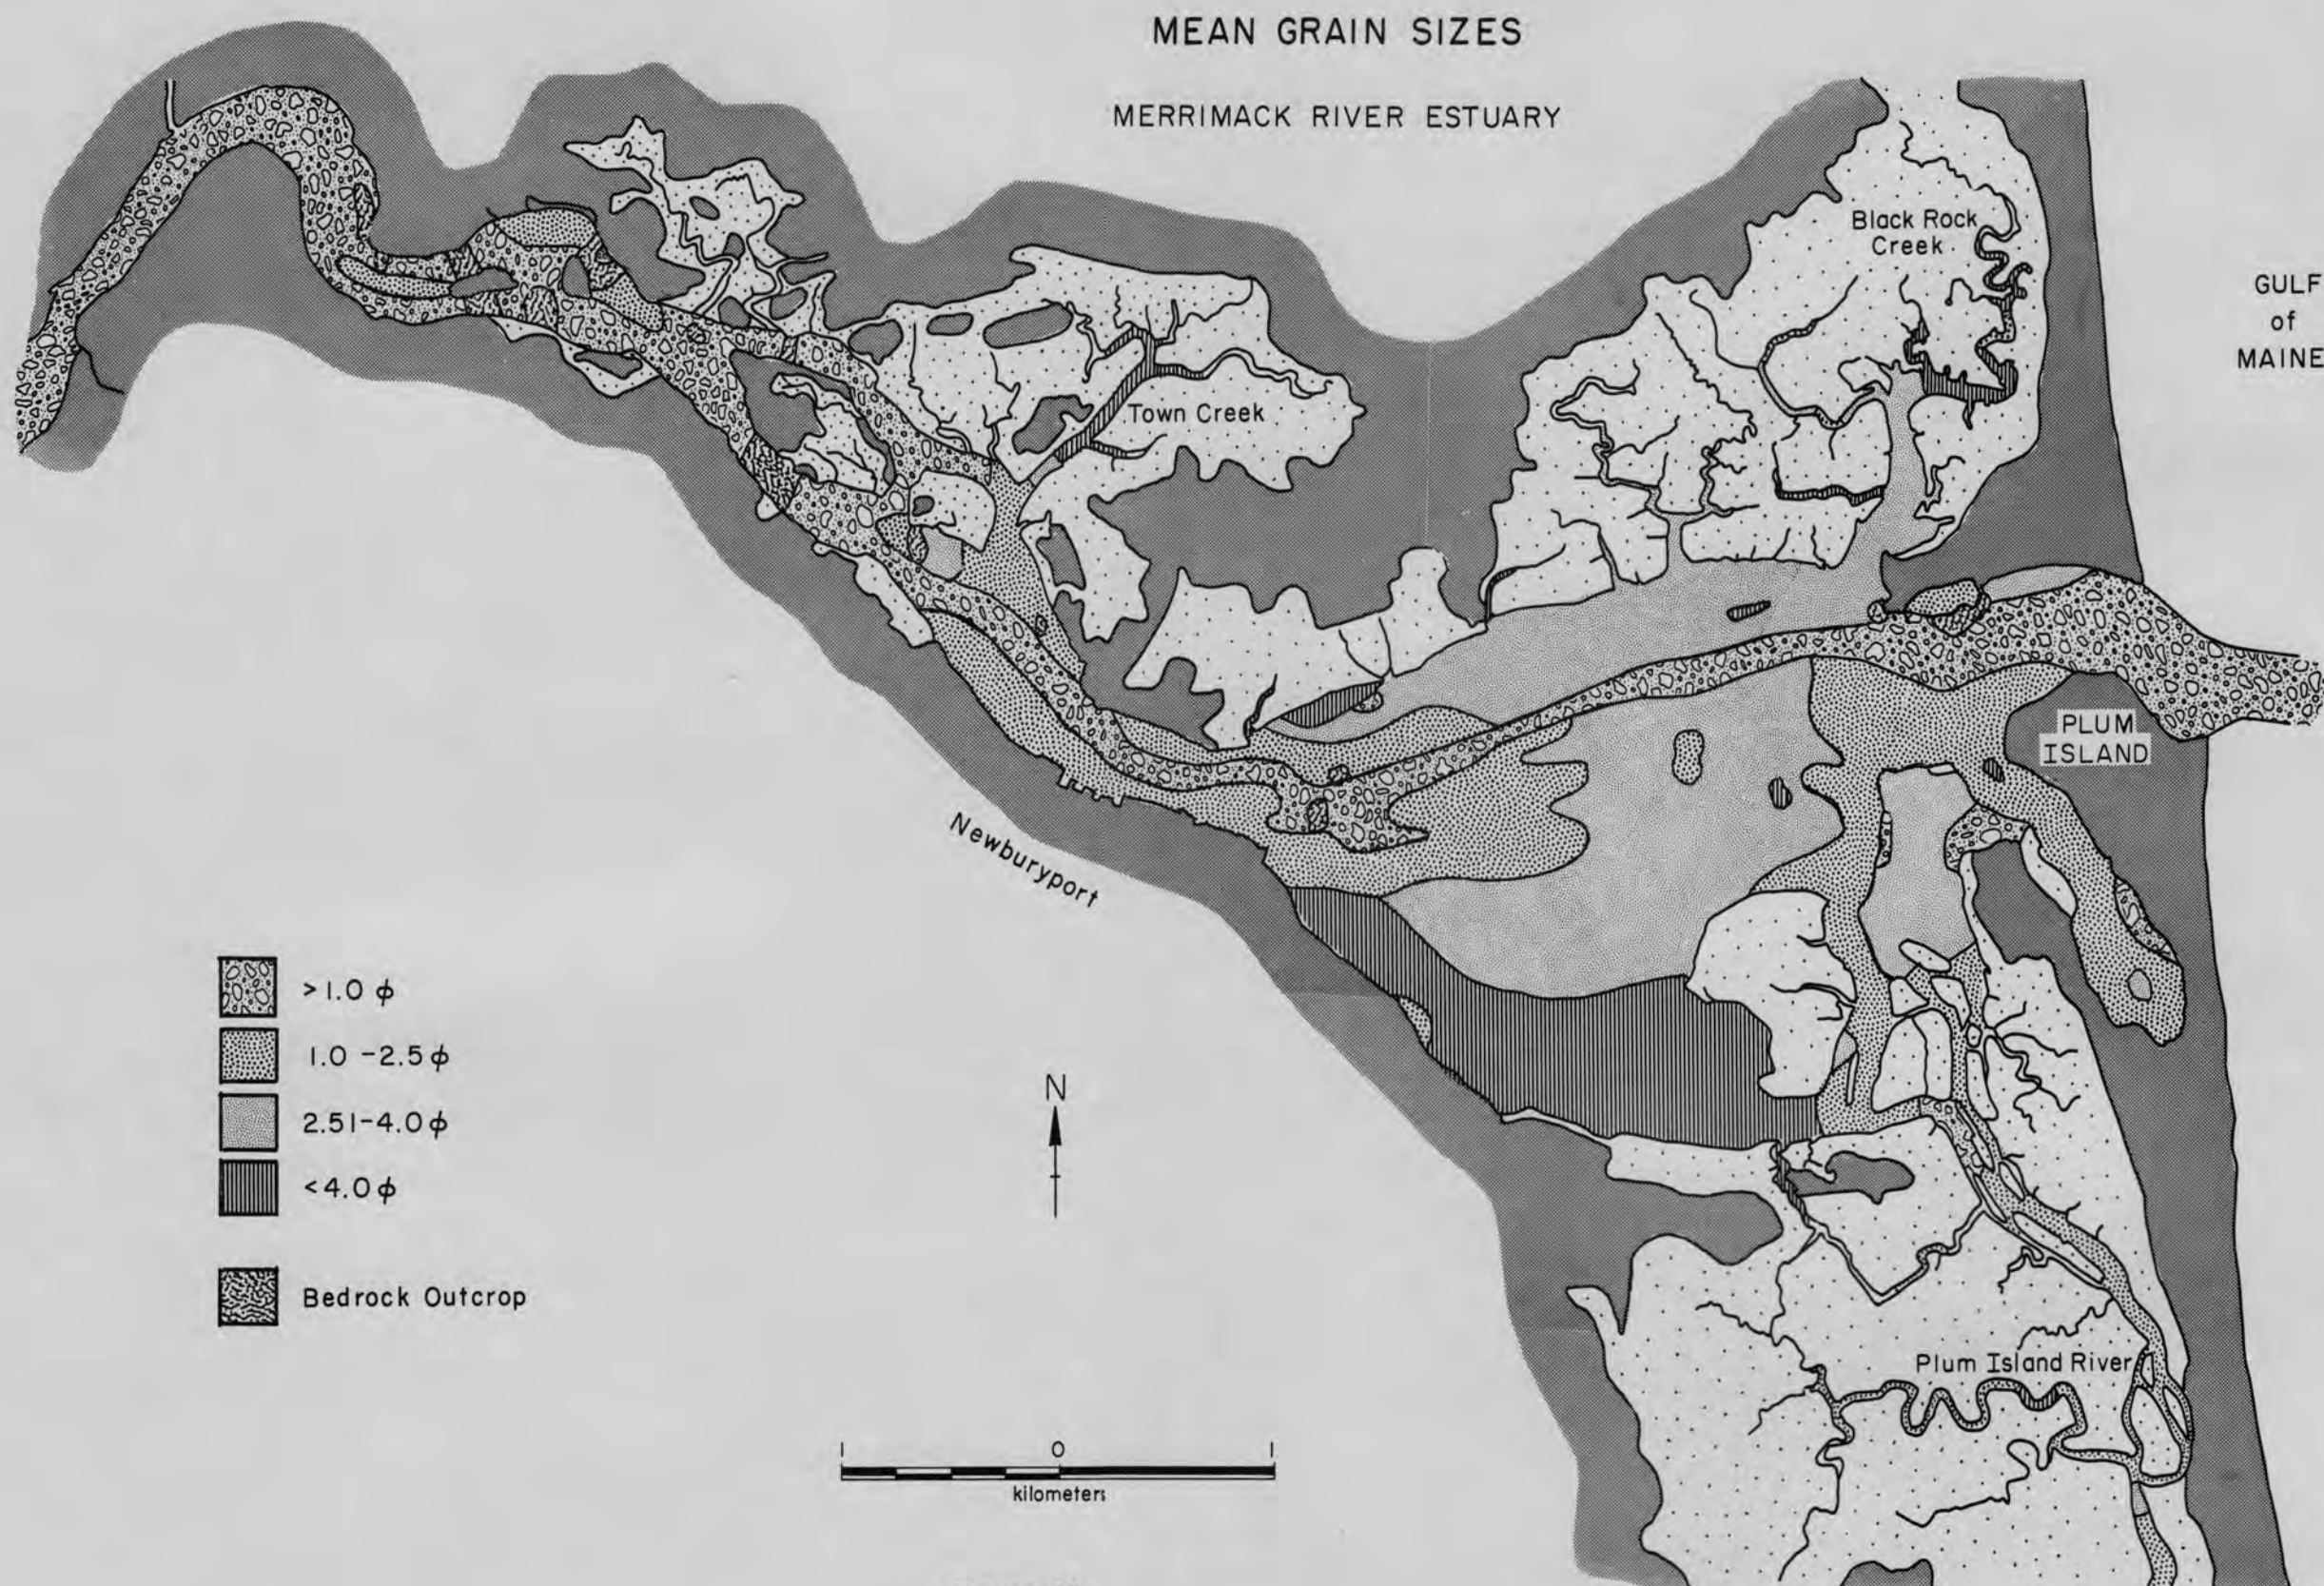 MEAN GRAIN SIZES
MERRIMACK RIVER ESTUARY
Black Rock
Creek
GULF
of
MAINE
Town Creek
PLUM
ISLAND
Newburyport
>1.0 ϕ
1.0 -2.5 ϕ
2.51-4.0 ϕ
<4.0 ϕ
Bedrock Outcrop
N
Plum Island River
1 0 1
kilometers